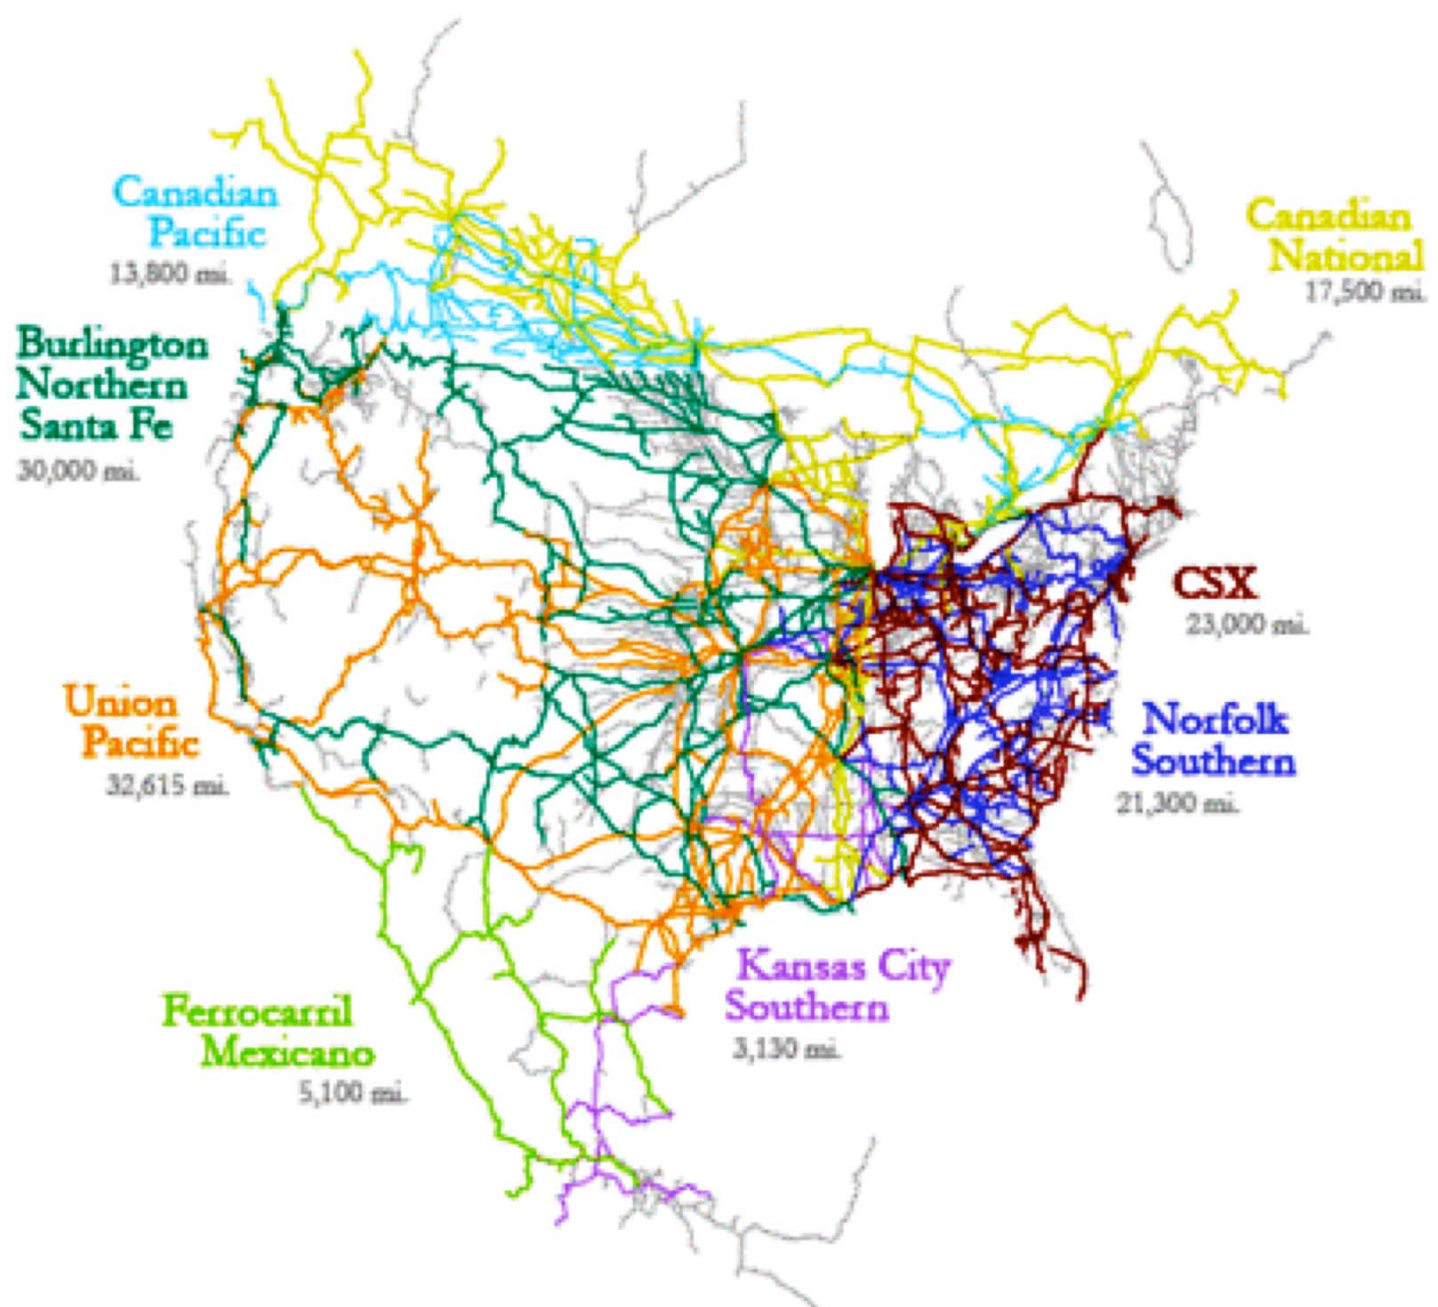 Canadian
Pacific
13,800 mi.
Canadian
National
17,500 mi.
Burlington
Northern
Santa Fe
30,000 mi.
CSX
23,000 mi.
Union
Pacific
32,615 mi.
Norfolk
Southern
21,300 mi.
Kansas City
Southern
3,130 mi.
Ferrocarril
Mexicano
5,100 mi.